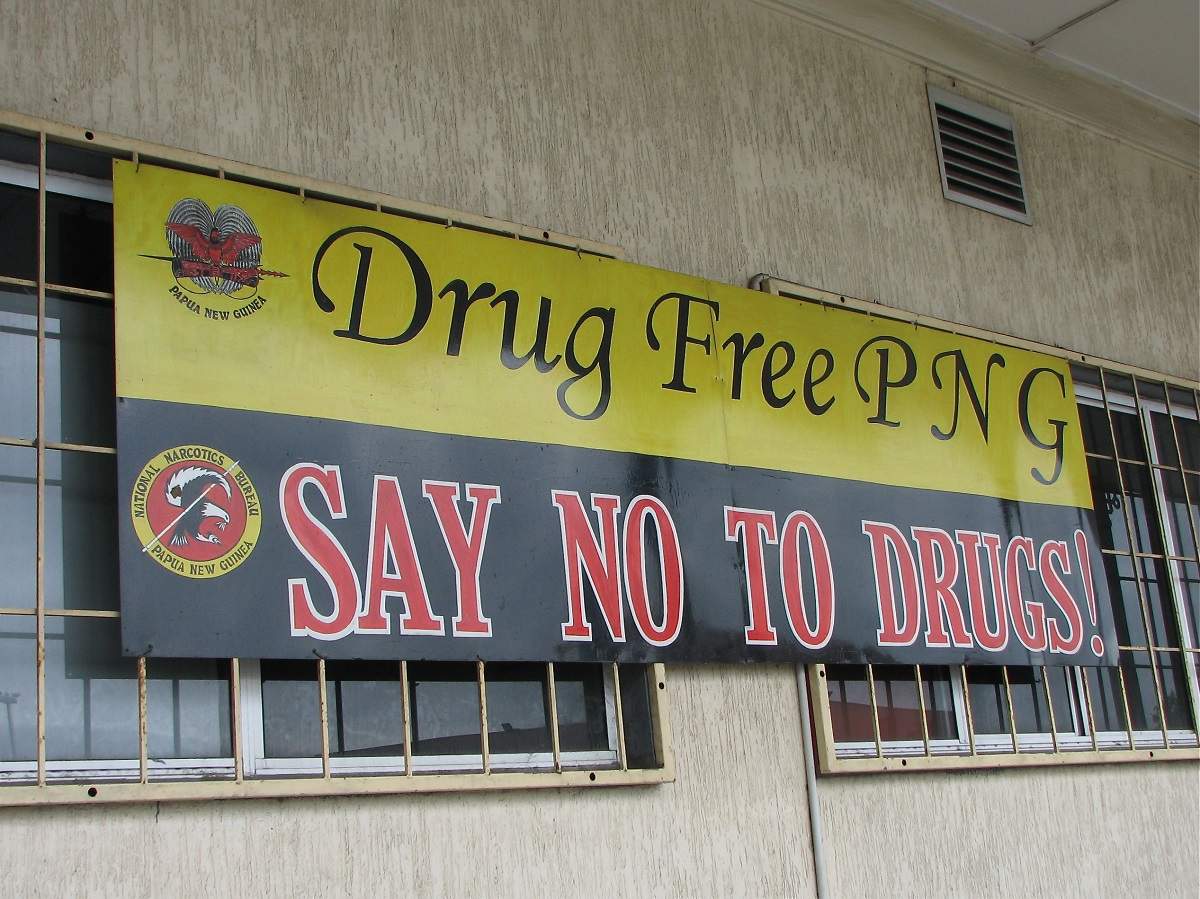 PAPUA NEW GUINEA
Drug Free PNG
NATIONAL NARCOTICS BUREAU
PAPUA NEW GUINEA
SAY NO TO DRUGS!